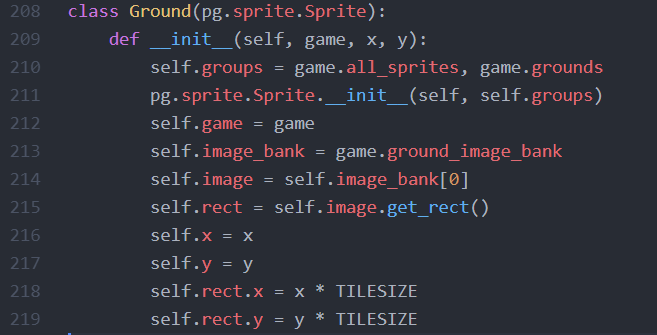 208 class Ground(pg.sprite.Sprite):
209     def __init__(self, game, x, y):
210         self.groups = game.all_sprites, game.grounds
211         pg.sprite.Sprite.__init__(self, self.groups)
212         self.game = game
213         self.image_bank = game.ground_image_bank
214         self.image = self.image_bank[0]
215         self.rect = self.image.get_rect()
216         self.x = x
217         self.y = y
218         self.rect.x = x * TILESIZE
219         self.rect.y = y * TILESIZE